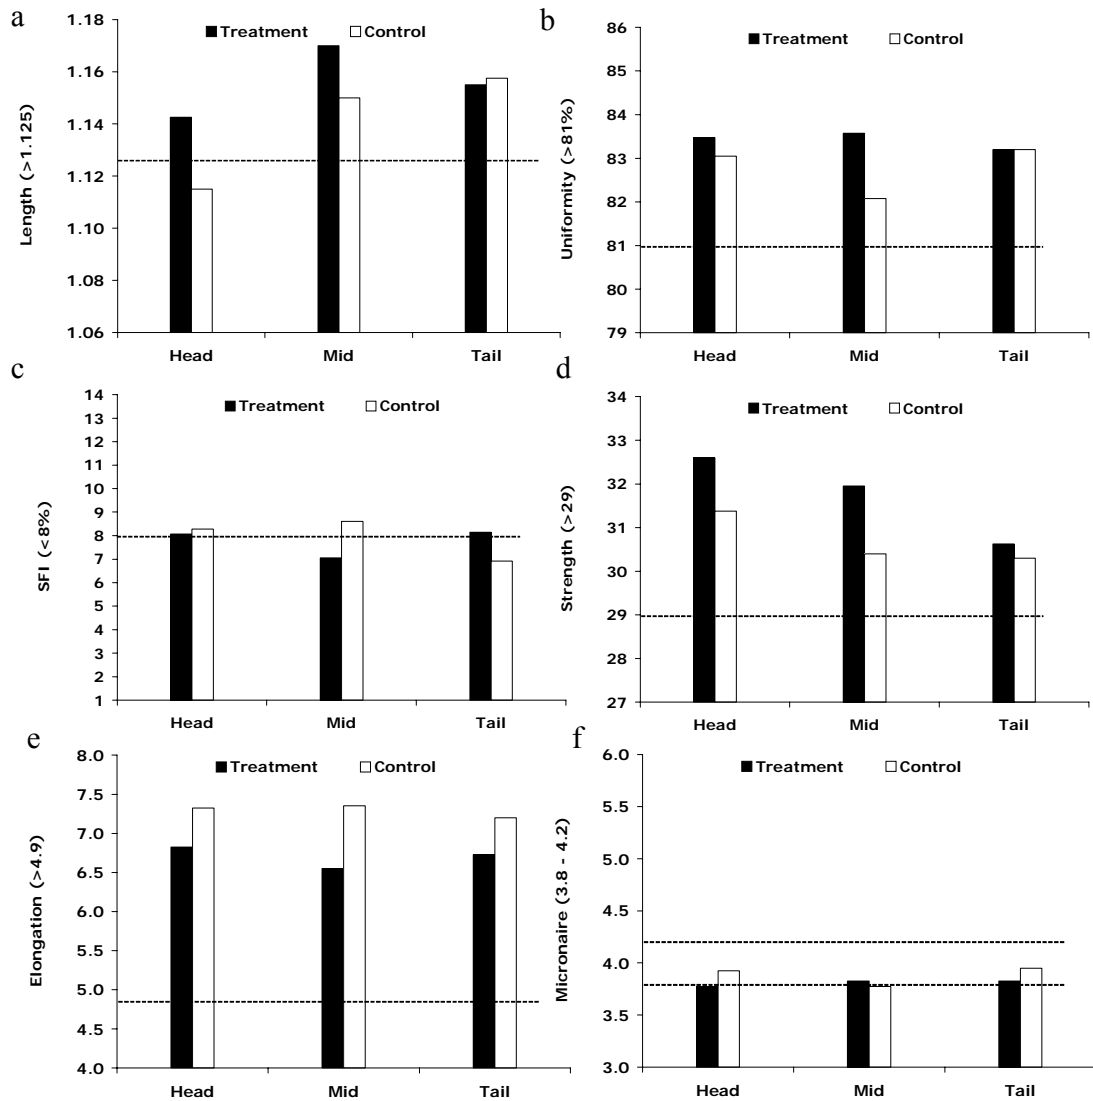 a
Length (>1.125)
1.18
1.16
1.14
1.12
1.10
1.08
1.06
Treatment Control
Head Mid Tail
b
Uniformity (>81%)
86
85
84
83
82
81
80
79
Treatment Control
Head Mid Tail
c
SFI (<8%)
14
13
12
11
10
9
8
7
6
5
4
3
2
1
Treatment Control
Head Mid Tail
d
Strength (>29)
34
33
32
31
30
29
28
27
Treatment Control
Head Mid Tail
e
Elongation (>4.9)
8.0
7.5
7.0
6.5
6.0
5.5
5.0
4.5
4.0
Treatment Control
Head Mid Tail
f
Micronaire (3.8 - 4.2)
6.0
5.5
5.0
4.5
4.0
3.5
3.0
Treatment Control
Head Mid Tail